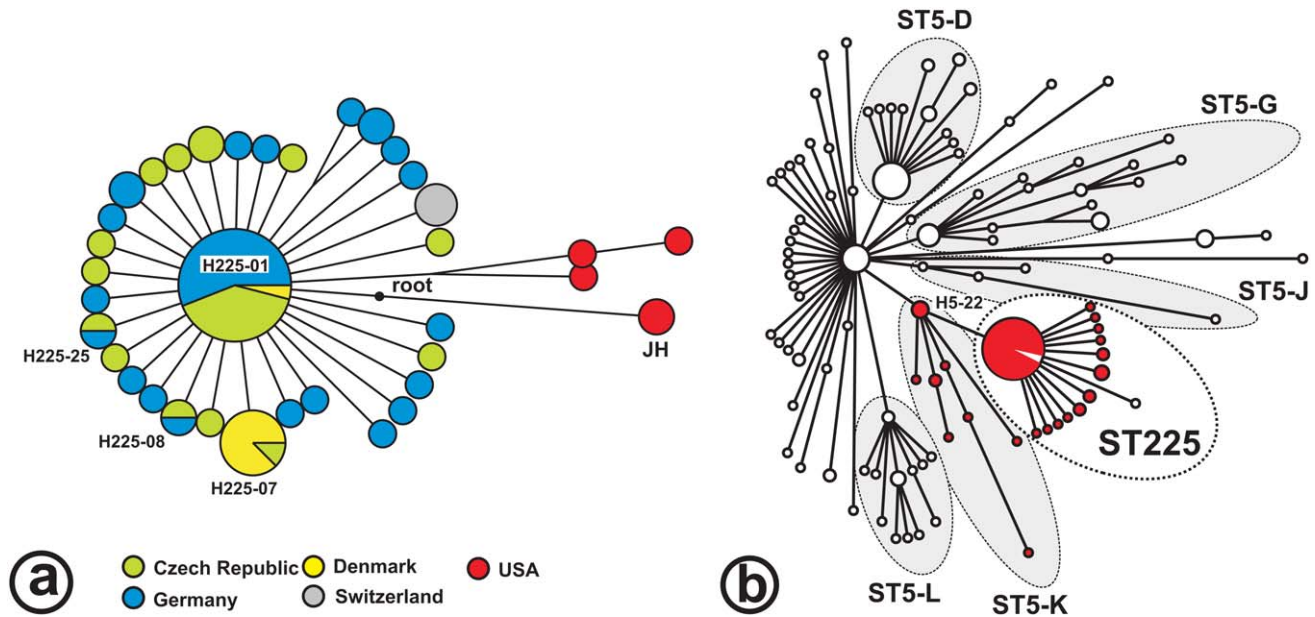 H225-01
root
JH
H225-25
H225-08
H225-07
a
Czech Republic
Denmark
USA
Germany
Switzerland
ST5-D
ST5-G
ST5-J
H5-22
ST225
ST5-L
ST5-K
b